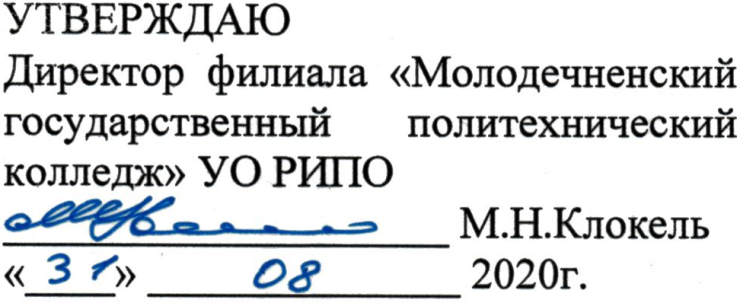 УТВЕРЖДАЮ
Директор филиала «Молодечненский
государственный политехнический
колледж» УО РИПО
М.Н.Клокель
«31» 08 2020г.